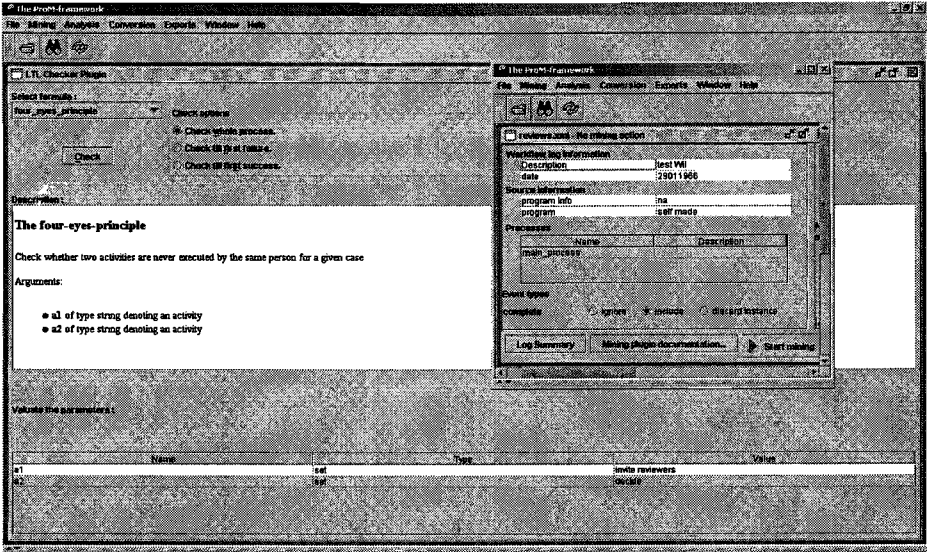 The ProM-framework
File Mining Analysis Conversion Exports Window Help
LTL Checker Plugin
Select formula :
four_eyes_principle
Check options
Check whole process.
Check till first failure.
Check till first success.
Check
Description :
The four-eyes-principle
Check whether two activities are never executed by the same person for a given case
Arguments:
a1 of type string denoting an activity
a2 of type string denoting an activity
Valuate the parameters :
Name Type Value
a1 set invite reviewers
a2 set decide
The ProM-framework
File Mining Analysis Conversion Exports Window Help
reviews.xml - No mining action
Workflow log information
Description test Wil
date 29011966
Source information
program info na
program self made
Processes
Name Description
main_process
Event types
complete ignore include discard instance
Log Summary Mining plugin documentation... Start mining